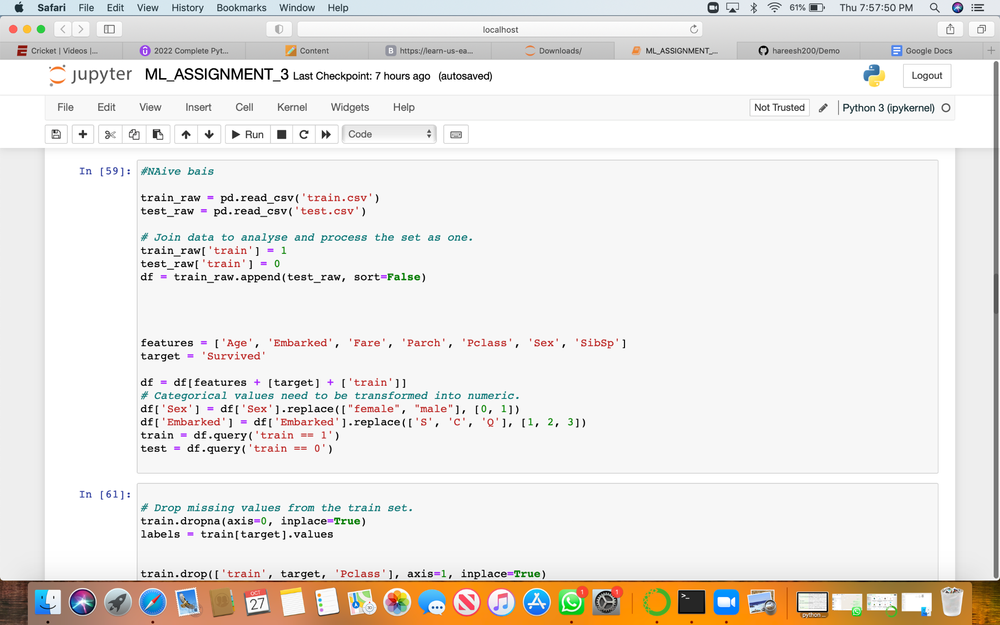 Safari File Edit View History Bookmarks Window Help 61% Thu 7:57:50 PM
localhost
Cricket | Videos |... 2022 Complete Pyt... Content https://learn-us-ea... Downloads/ ML_ASSIGNMENT_... hareesh200/Demo Google Docs
jupyter ML_ASSIGNMENT_3 Last Checkpoint: 7 hours ago (autosaved) Logout
File Edit View Insert Cell Kernel Widgets Help Not Trusted Python 3 (ipykernel)
Run Code
In [59]: #NAive bais
train_raw = pd.read_csv('train.csv')
test_raw = pd.read_csv('test.csv')
# Join data to analyse and process the set as one.
train_raw['train'] = 1
test_raw['train'] = 0
df = train_raw.append(test_raw, sort=False)
features = ['Age', 'Embarked', 'Fare', 'Parch', 'Pclass', 'Sex', 'SibSp']
target = 'Survived'
df = df[features + [target] + ['train']]
# Categorical values need to be transformed into numeric.
df['Sex'] = df['Sex'].replace(["female", "male"], [0, 1])
df['Embarked'] = df['Embarked'].replace(['S', 'C', 'Q'], [1, 2, 3])
train = df.query('train == 1')
test = df.query('train == 0')
In [61]:
# Drop missing values from the train set.
train.dropna(axis=0, inplace=True)
labels = train[target].values
train.drop(['train', target, 'Pclass'], axis=1, inplace=True)
OCT
27
3D
1
1
python ...